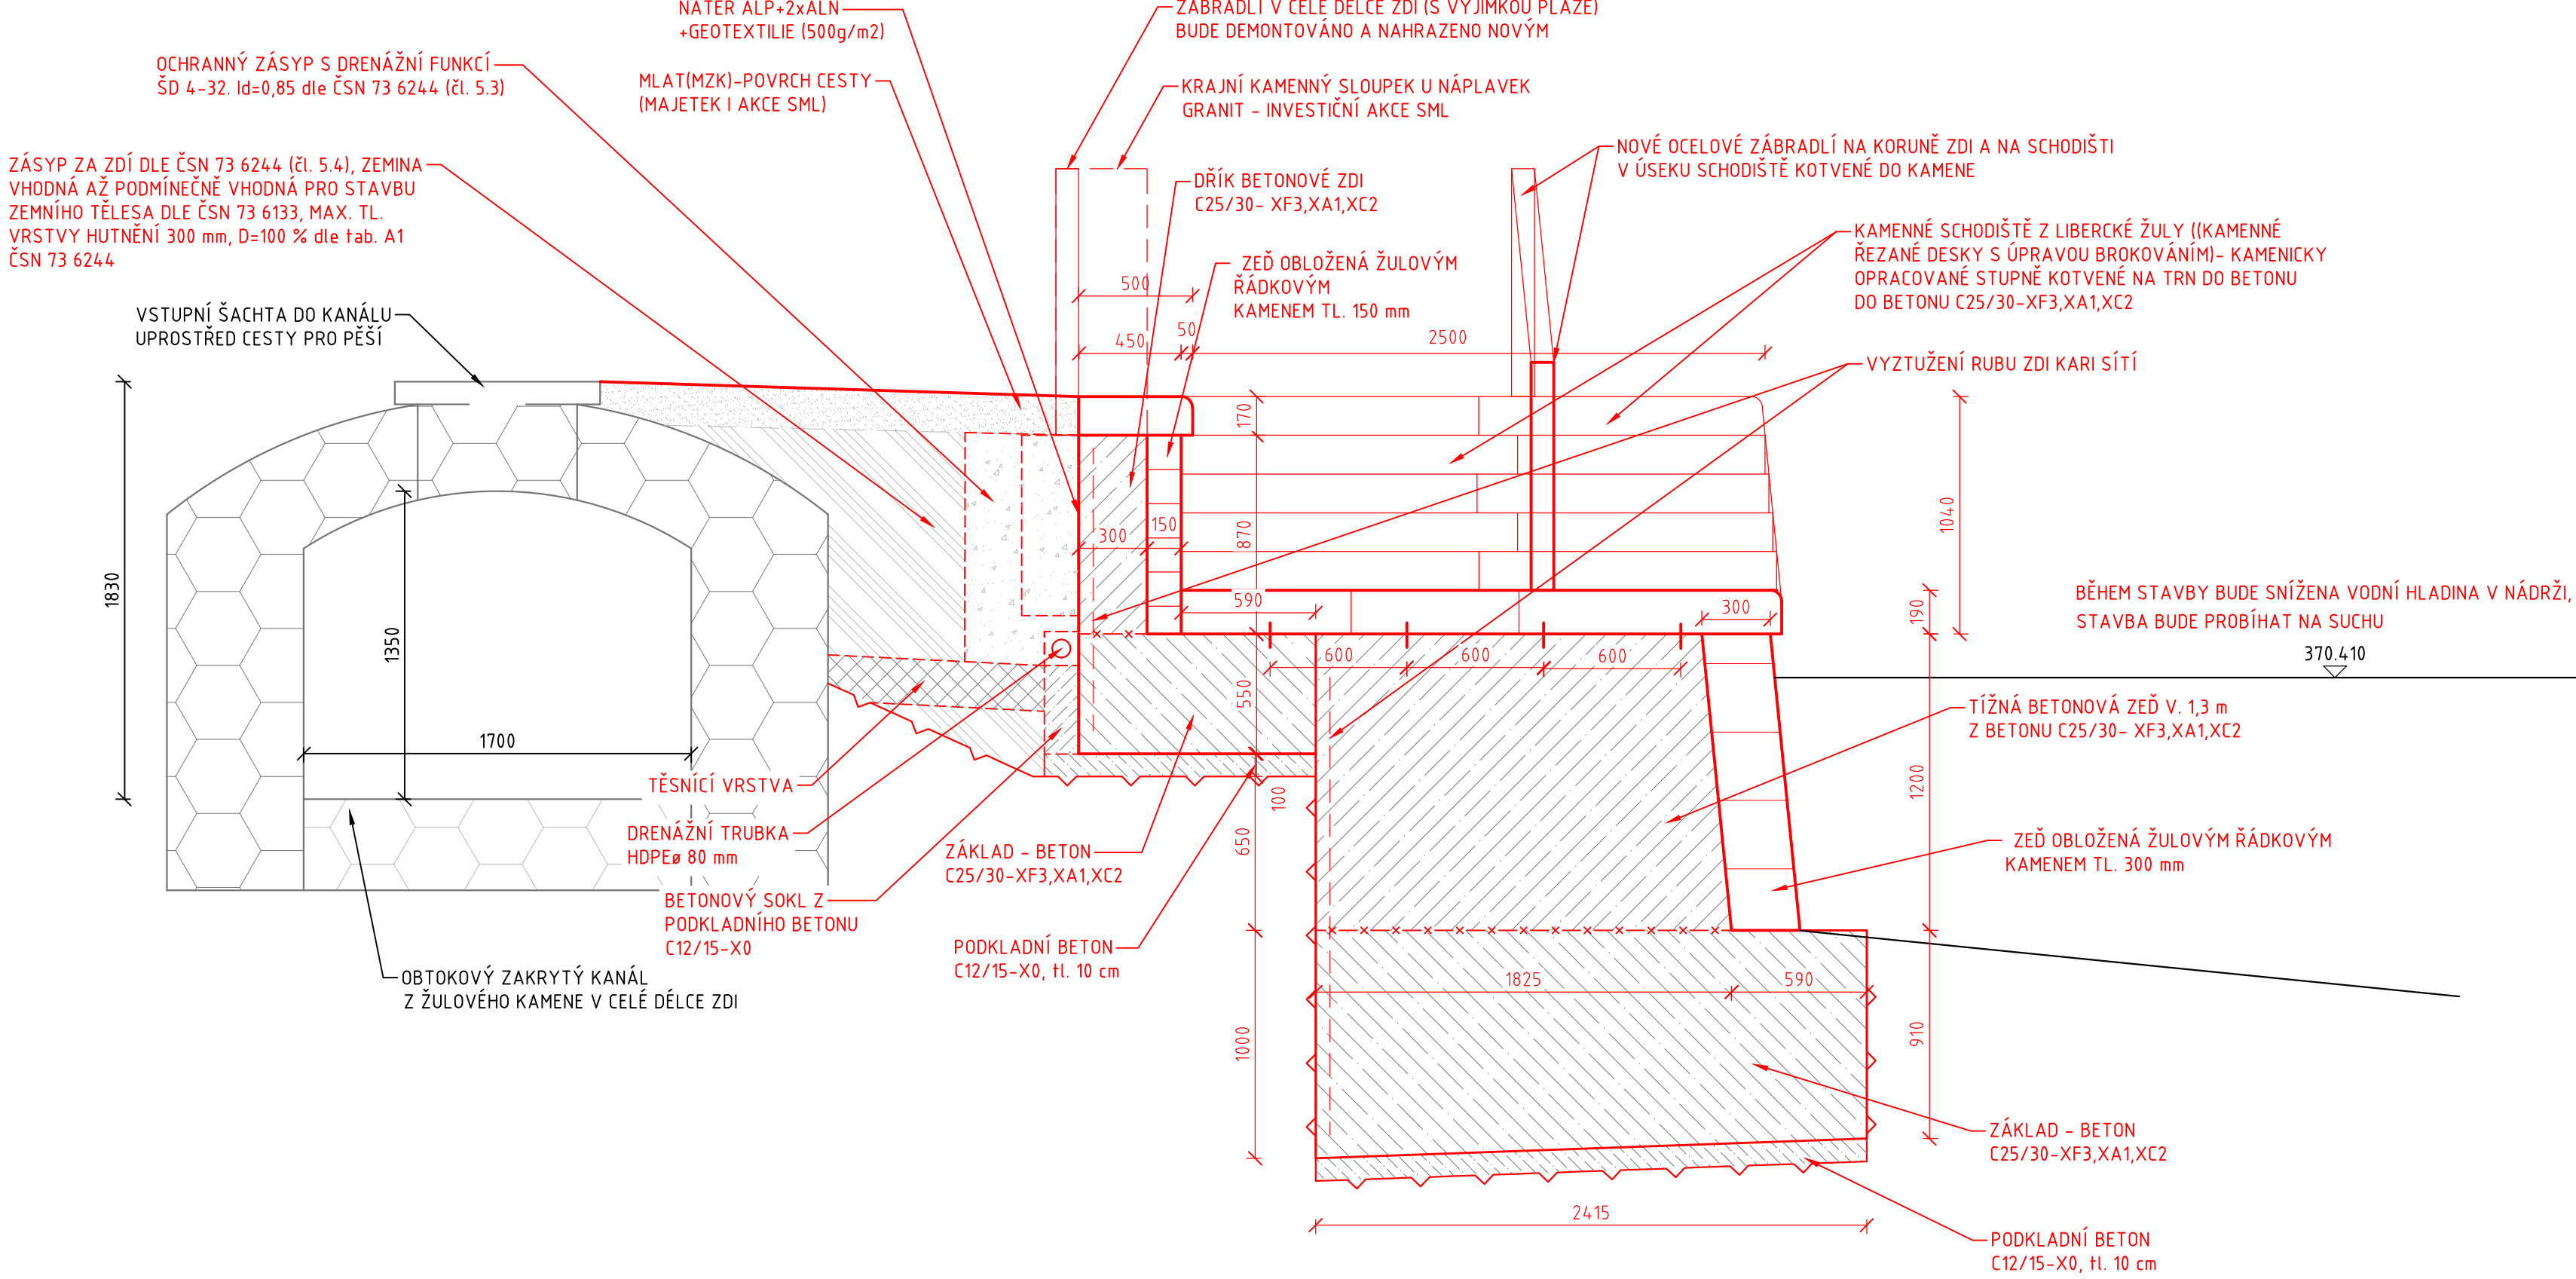 NÁTĚR ALP+2xALN
+GEOTEXTILIE (500g/m2)
ZÁBRADLÍ V CELÉ DÉLCE ZDI (S VÝJIMKOU PLÁŽE)
BUDE DEMONTOVÁNO A NAHRAZENO NOVÝM
OCHRANNÝ ZÁSYP S DRENÁŽNÍ FUNKCÍ
ŠD 4-32. Id=0,85 dle ČSN 73 6244 (čl. 5.3)
MLAT(MZK)-POVRCH CESTY
(MAJETEK I AKCE SML)
KRAJNÍ KAMENNÝ SLOUPEK U NÁPLAVEK
GRANIT - INVESTIČNÍ AKCE SML
NOVÉ OCELOVÉ ZÁBRADLÍ NA KORUNĚ ZDI A NA SCHODIŠTI
V ÚSEKU SCHODIŠTĚ KOTVENÉ DO KAMENE
ZÁSYP ZA ZDÍ DLE ČSN 73 6244 (čl. 5.4), ZEMINA
VHODNÁ AŽ PODMÍNEČNĚ VHODNÁ PRO STAVBU
ZEMNÍHO TĚLESA DLE ČSN 73 6133, MAX. TL.
VRSTVY HUTNĚNÍ 300 mm, D=100 % dle tab. A1
ČSN 73 6244
DŘÍK BETONOVÉ ZDI
C25/30- XF3,XA1,XC2
KAMENNÉ SCHODIŠTĚ Z LIBERCKÉ ŽULY ((KAMENNÉ
ŘEZANÉ DESKY S ÚPRAVOU BROKOVÁNÍM)- KAMENICKY
OPRACOVANÉ STUPNĚ KOTVENÉ NA TRN DO BETONU
DO BETONU C25/30-XF3,XA1,XC2
ZEĎ OBLOŽENÁ ŽULOVÝM
ŘÁDKOVÝM
KAMENEM TL. 150 mm
VSTUPNÍ ŠACHTA DO KANÁLU
UPROSTŘED CESTY PRO PĚŠÍ
500
450
50
2500
VYZTUŽENÍ RUBU ZDI KARI SÍTÍ
170
870
300
150
1040
190
590
300
600
600
600
550
100
650
1000
1830
1350
1700
BĚHEM STAVBY BUDE SNÍŽENA VODNÍ HLADINA V NÁDRŽI,
STAVBA BUDE PROBÍHAT NA SUCHU
370.410
TÍŽNÁ BETONOVÁ ZEĎ V. 1,3 m
Z BETONU C25/30- XF3,XA1,XC2
1200
TĚSNÍCÍ VRSTVA
DRENÁŽNÍ TRUBKA
HDPEø 80 mm
ZÁKLAD - BETON
C25/30-XF3,XA1,XC2
ZEĎ OBLOŽENÁ ŽULOVÝM ŘÁDKOVÝM
KAMENEM TL. 300 mm
BETONOVÝ SOKL Z
PODKLADNÍHO BETONU
C12/15-X0
PODKLADNÍ BETON
C12/15-X0, tl. 10 cm
OBTOKOVÝ ZAKRYTÝ KANÁL
Z ŽULOVÉHO KAMENE V CELÉ DÉLCE ZDI
1825
590
910
ZÁKLAD - BETON
C25/30-XF3,XA1,XC2
2415
PODKLADNÍ BETON
C12/15-X0, tl. 10 cm